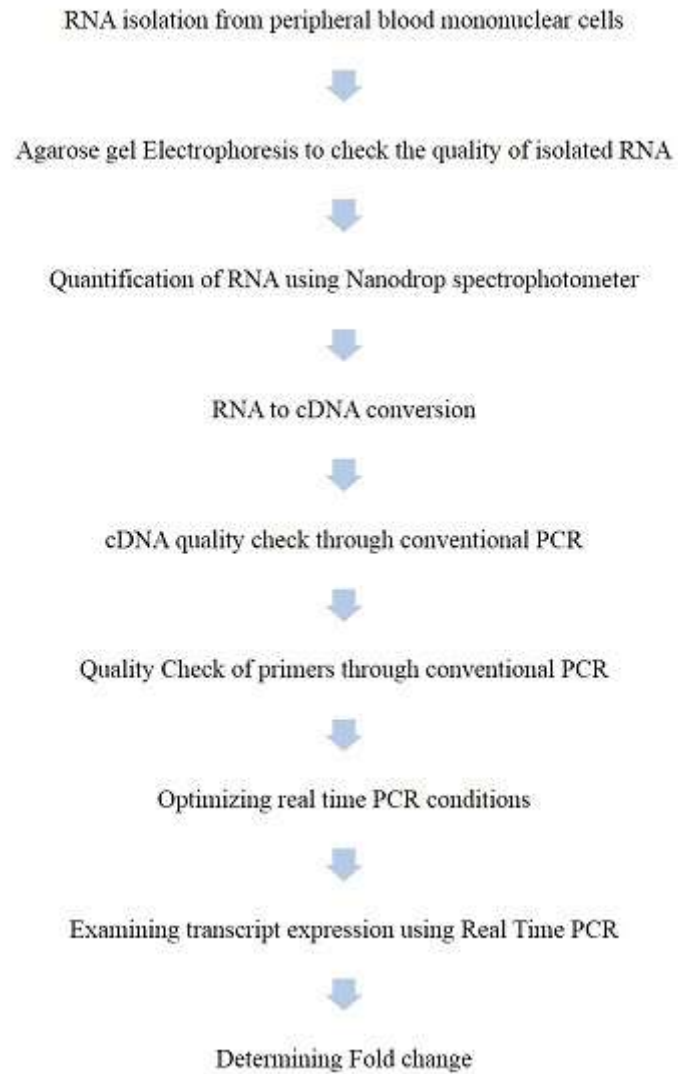 RNA isolation from peripheral blood mononuclear cells
Agarose gel Electrophoresis to check the quality of isolated RNA
Quantification of RNA using Nanodrop spectrophotometer
RNA to cDNA conversion
cDNA quality check through conventional PCR
Quality Check of primers through conventional PCR
Optimizing real time PCR conditions
Examining transcript expression using Real Time PCR
Determining Fold change